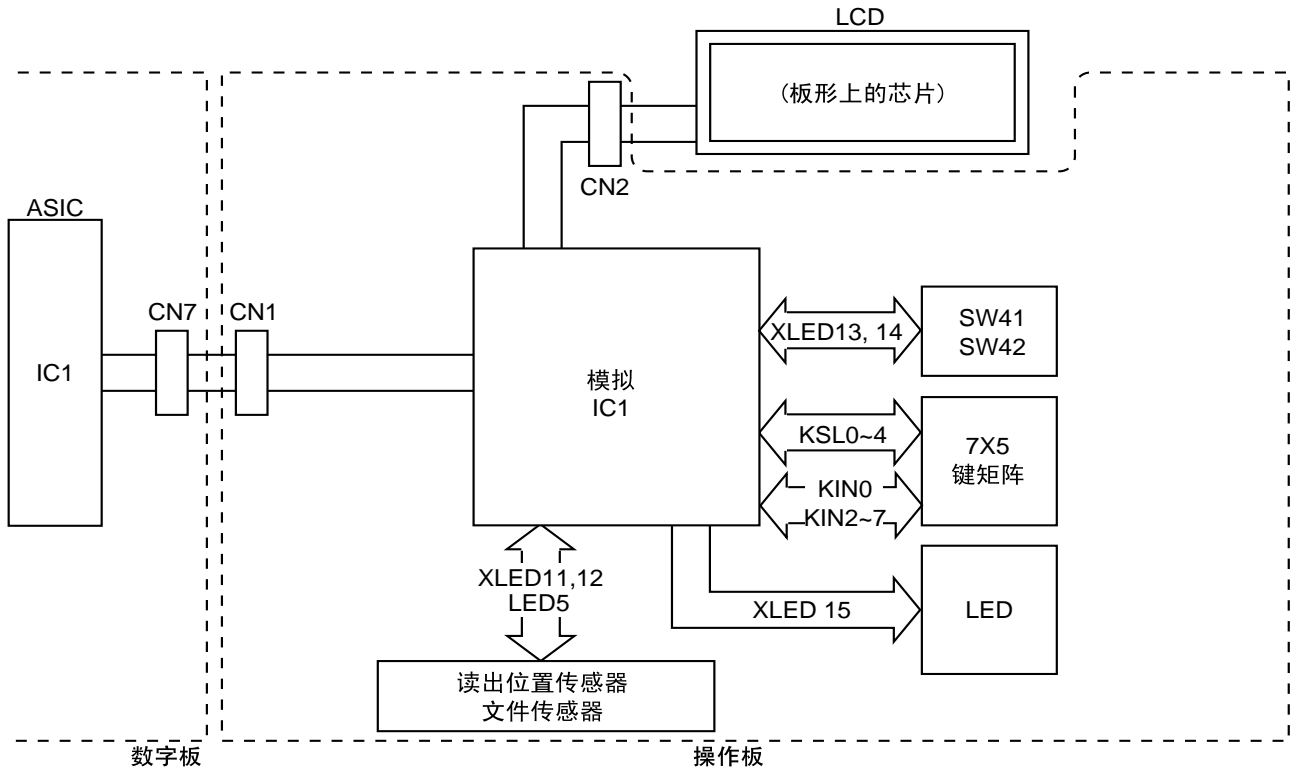 LCD
(板形上的芯片)
CN2
ASIC
IC1
CN7
CN1
模拟
IC1
XLED13, 14
SW41
SW42
KSL0~4
KIN0
KIN2~7
7X5
键矩阵
XLED11,12
LED5
XLED 15
LED
读出位置传感器
文件传感器
数字板
操作板